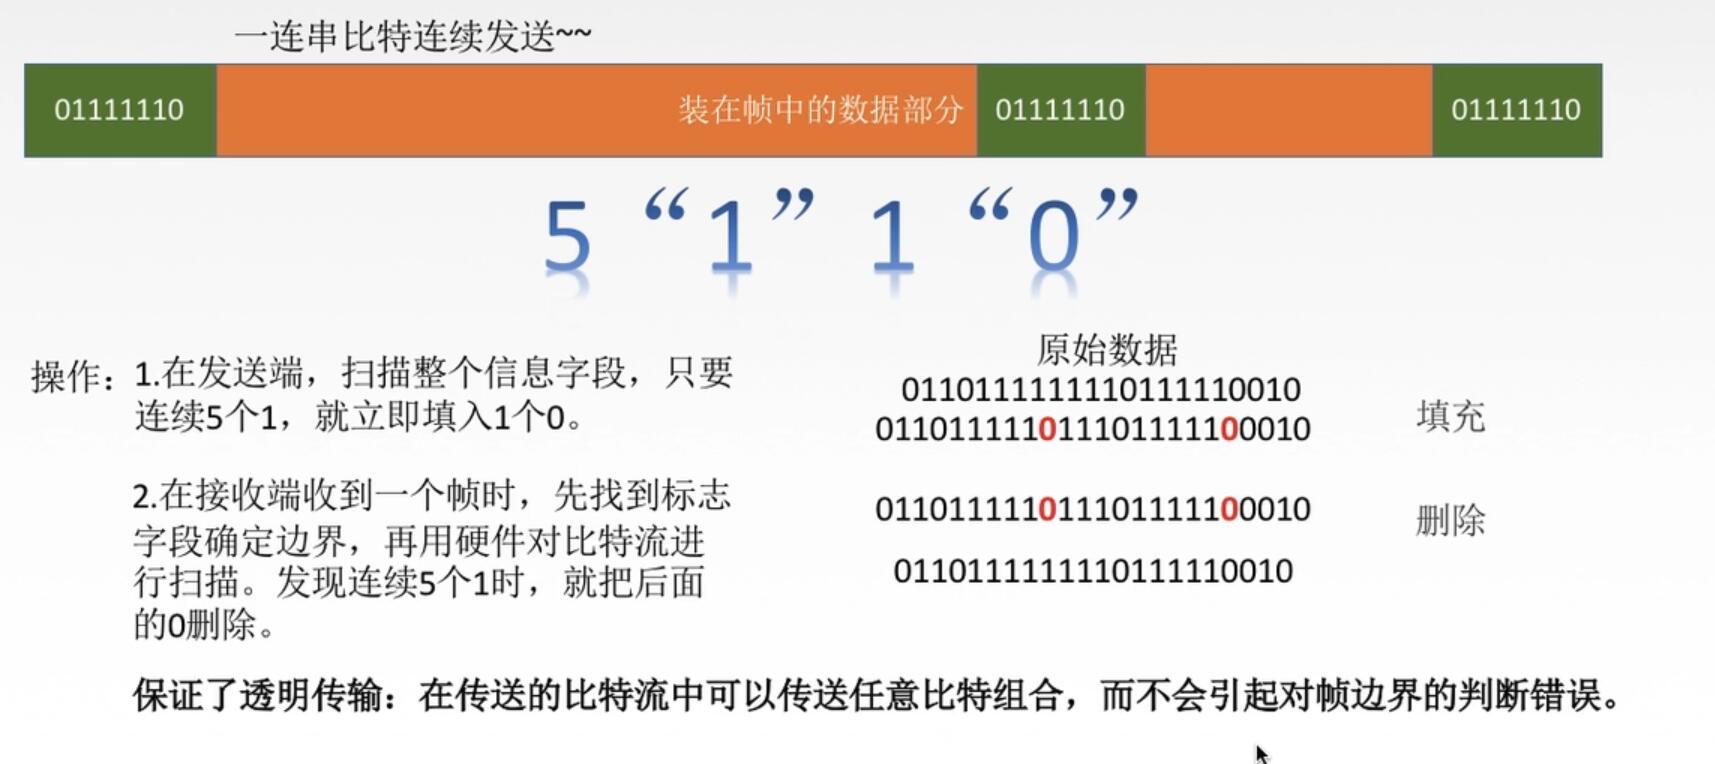 一连串比特连续发送~~
01111110 装在帧中的数据部分 01111110 01111110
5 “1” 1 “0”
原始数据
操作：1.在发送端，扫描整个信息字段，只要
连续5个1，就立即填入1个0。
0110111111110111110010
011011111011101111100010
填充
2.在接收端收到一个帧时，先找到标志
字段确定边界，再用硬件对比特流进
行扫描。发现连续5个1时，就把后面
的0删除。
011011111011101111100010
删除
0110111111110111110010
保证了透明传输：在传送的比特流中可以传送任意比特组合，而不会引起对帧边界的判断错误。